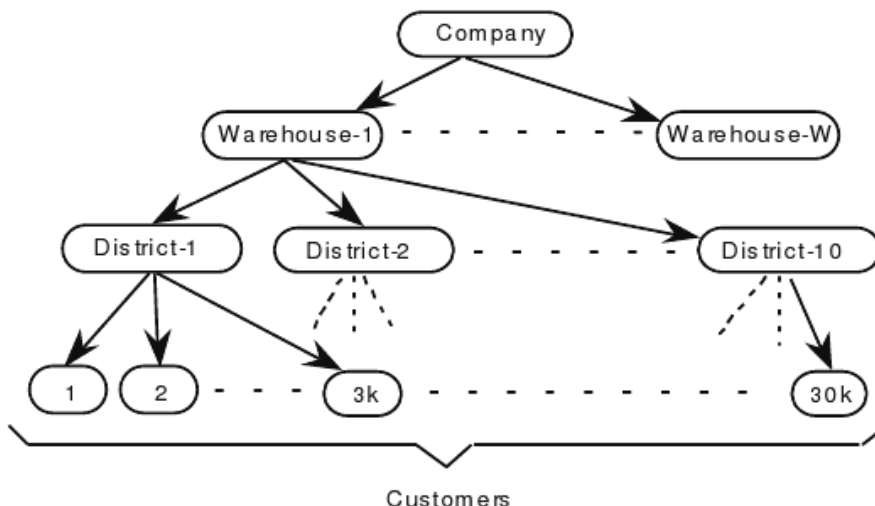 Company
Warehouse-1 Warehouse-W
District-1 District-2 District-10
1 2 3k 30k
Customers